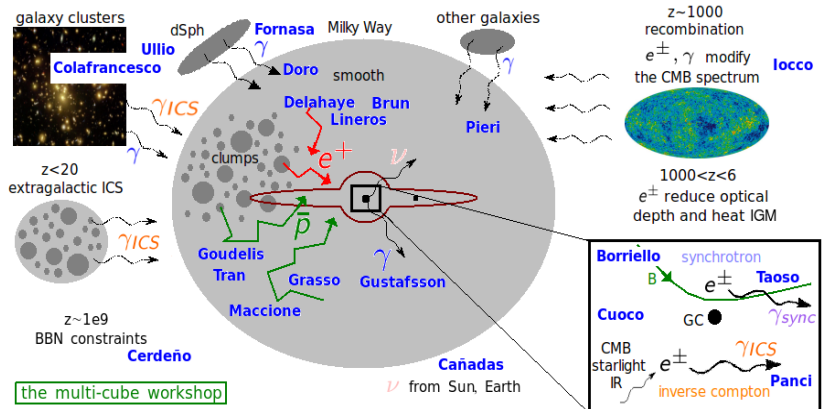 galaxy clusters
dSph
Fornasa
Milky Way
other galaxies
z~1000
recombination
e±, γ modify
the CMB spectrum
Iocco
Ullio
γ
Colafrancesco
Doro
smooth
γ
Delahaye Brun
Lineros
Pieri
γICS
γ
clumps
e+
ν
z<20
extragalactic ICS
1000<z<6
e± reduce optical
depth and heat IGM
γICS
p̅
Goudelis
Tran
γ
Grasso
Gustafsson
Maccione
Borriello
synchrotron
B
e±
Taoso
Cuoco
GC
γsync
z~1e9
BBN constraints
Cerdeño
Cañadas
ν from Sun, Earth
CMB
starlight
IR
e±
γICS
Panci
inverse compton
the multi-cube workshop